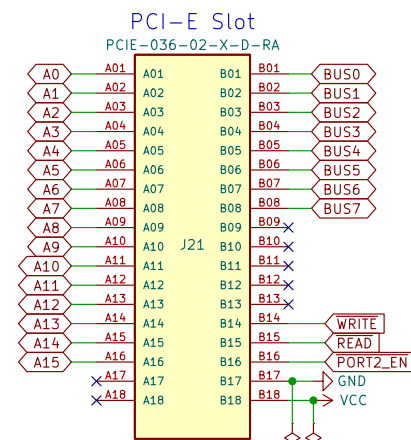 PCI-E Slot
PCIE-036-02-X-D-RA
A0 A01 A01 B01 B01 BUS0
A1 A02 A02 B02 B02 BUS1
A2 A03 A03 B03 B03 BUS2
A3 A04 A04 B04 B04 BUS3
A4 A05 A05 B05 B05 BUS4
A5 A06 A06 B06 B06 BUS5
A6 A07 A07 B07 B07 BUS6
A7 A08 A08 B08 B08 BUS7
A8 A09 A09 B09 B09
A9 A10 A10 J21 B10 B10
A10 A11 A11 B11 B11
A11 A12 A12 B12 B12
A12 A13 A13 B13 B13
A13 A14 A14 B14 B14 WRITE
A14 A15 A15 B15 B15 READ
A15 A16 A16 B16 B16 PORT2_EN
A17 A17 B17 B17 GND
A18 A18 B18 B18 VCC